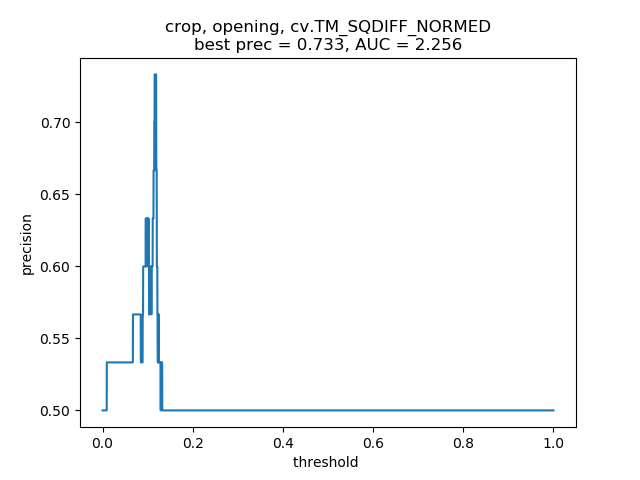 crop, opening, cv.TM_SQDIFF_NORMED
best prec = 0.733, AUC = 2.256
0.70
0.65
0.60
0.55
0.50
precision
0.0 0.2 0.4 0.6 0.8 1.0
threshold